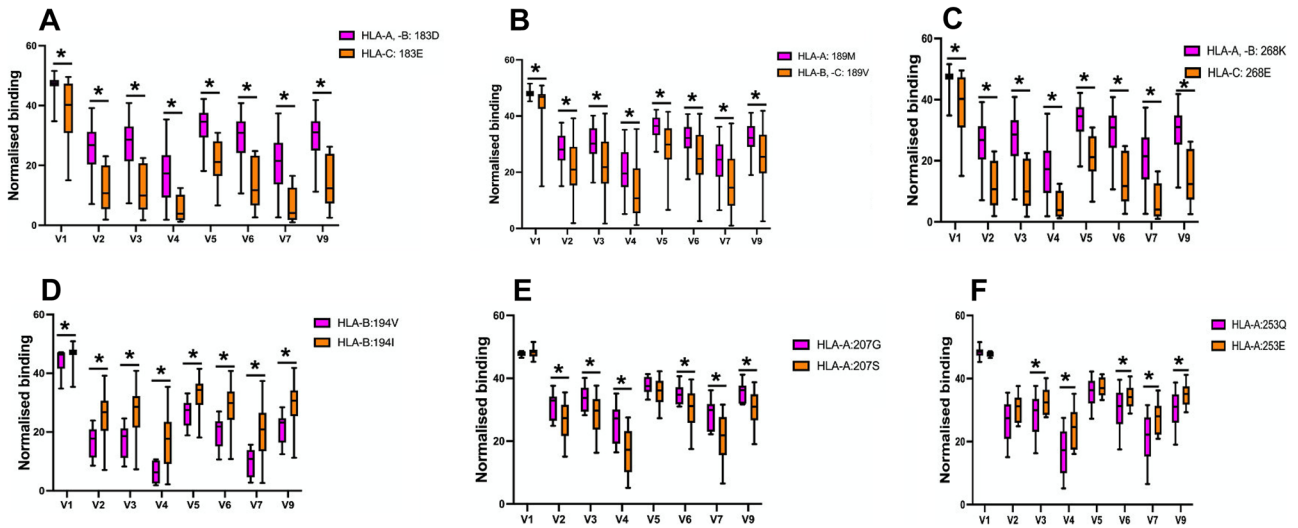 A
HLA-A, -B: 183D
HLA-C: 183E
Normalised binding
60
40
20
0
* * * * * * * *
V1 V2 V3 V4 V5 V6 V7 V9
B
HLA-A: 189M
HLA-B, -C: 189V
Normalised binding
60
40
20
0
* * * * * * * *
V1 V2 V3 V4 V5 V6 V7 V9
C
HLA-A, -B: 268K
HLA-C: 268E
Normalised binding
60
40
20
0
* * * * * * * *
V1 V2 V3 V4 V5 V6 V7 V9
D
HLA-B:194V
HLA-B:194I
Normalised binding
60
40
20
0
* * * * * * * *
V1 V2 V3 V4 V5 V6 V7 V9
E
HLA-A:207G
HLA-A:207S
Normalised binding
60
40
20
0
* * * * * *
V1 V2 V3 V4 V5 V6 V7 V9
F
HLA-A:253Q
HLA-A:253E
Normalised binding
60
40
20
0
* * * * *
V1 V2 V3 V4 V5 V6 V7 V9